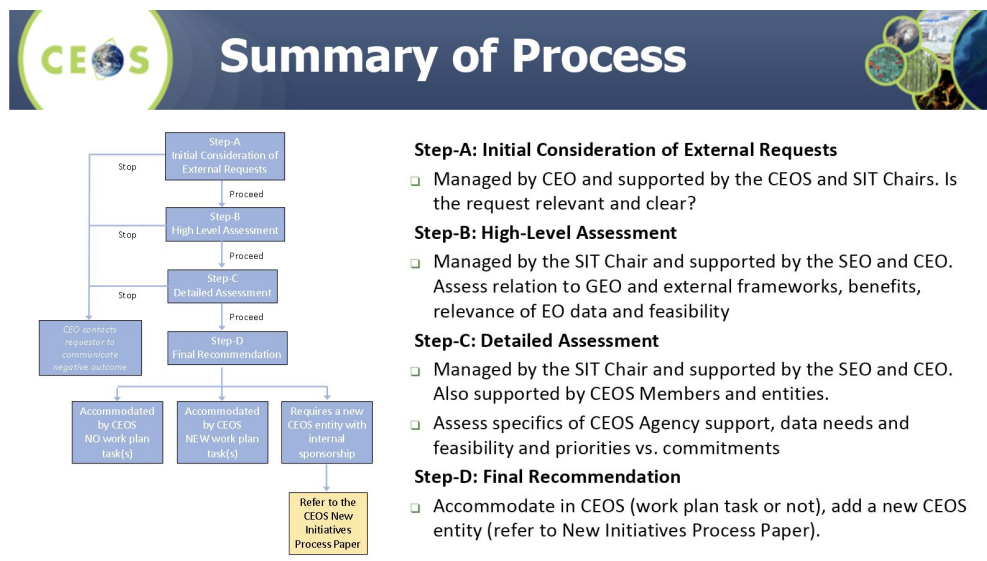 CEOS
Summary of Process
Step-A
Initial Consideration of
External Requests
Stop
Proceed
Step-B
High Level Assessment
Stop
Proceed
Step-C
Detailed Assessment
Stop
Proceed
CEO contacts
requestor to
communicate
negative outcome
Step-D
Final Recommendation
Accommodated
by CEOS
NO work plan
task(s)
Accommodated
by CEOS
NEW work plan
task(s)
Requires a new
CEOS entity with
internal
sponsorship
Refer to the
CEOS New
Initiatives
Process Paper
Step-A: Initial Consideration of External Requests
Managed by CEO and supported by the CEOS and SIT Chairs. Is
the request relevant and clear?
Step-B: High-Level Assessment
Managed by the SIT Chair and supported by the SEO and CEO.
Assess relation to GEO and external frameworks, benefits,
relevance of EO data and feasibility
Step-C: Detailed Assessment
Managed by the SIT Chair and supported by the SEO and CEO.
Also supported by CEOS Members and entities.
Assess specifics of CEOS Agency support, data needs and
feasibility and priorities vs. commitments
Step-D: Final Recommendation
Accommodate in CEOS (work plan task or not), add a new CEOS
entity (refer to New Initiatives Process Paper).